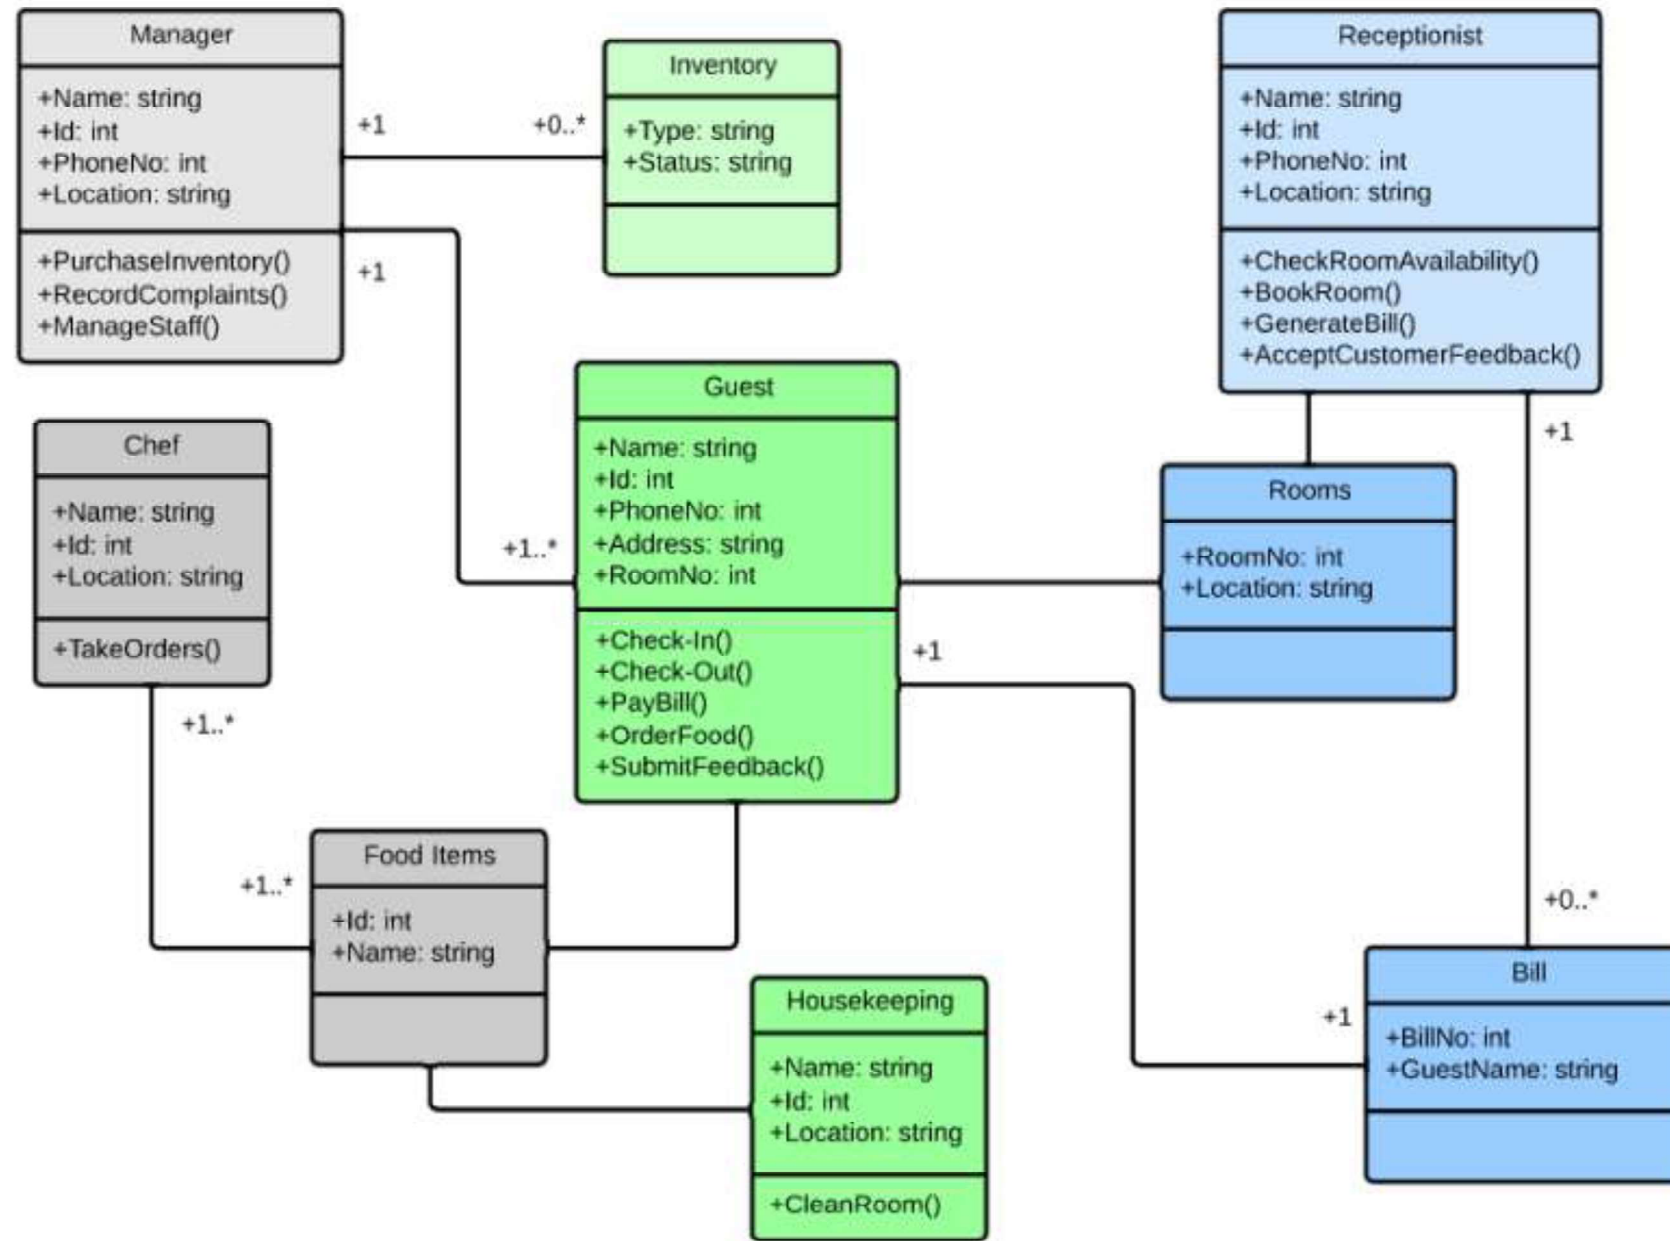 Manager
+Name: string
+Id: int
+PhoneNo: int
+Location: string
+PurchaseInventory()
+RecordComplaints()
+ManageStaff()
+1
+0..*
+1
Inventory
+Type: string
+Status: string
Receptionist
+Name: string
+Id: int
+PhoneNo: int
+Location: string
+CheckRoomAvailability()
+BookRoom()
+GenerateBill()
+AcceptCustomerFeedback()
+1
Chef
+Name: string
+Id: int
+Location: string
+TakeOrders()
+1..*
+1..*
Guest
+Name: string
+Id: int
+PhoneNo: int
+Address: string
+RoomNo: int
+Check-In()
+Check-Out()
+PayBill()
+OrderFood()
+SubmitFeedback()
+1
Rooms
+RoomNo: int
+Location: string
+1..*
Food Items
+Id: int
+Name: string
Housekeeping
+Name: string
+Id: int
+Location: string
+CleanRoom()
+0..*
+1
Bill
+BillNo: int
+GuestName: string